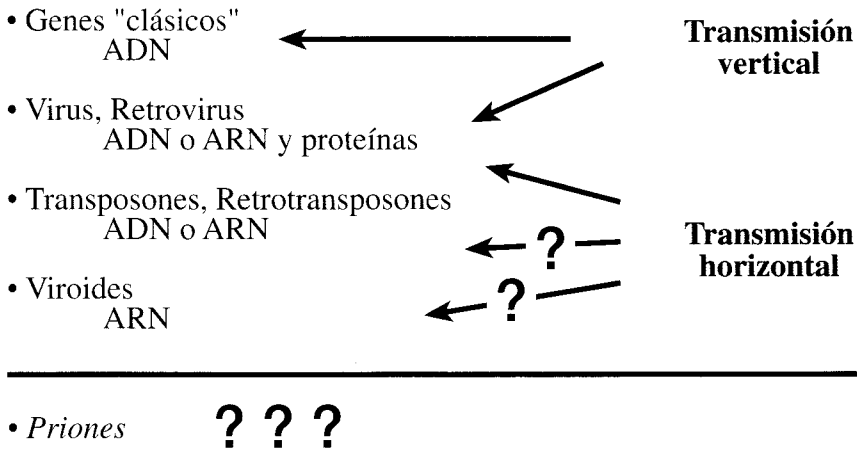 • Genes "clásicos"
ADN
Transmisión
vertical
• Virus, Retrovirus
ADN o ARN y proteínas
• Transposones, Retrotransposones
ADN o ARN
?
Transmisión
horizontal
• Viroides
ARN
?
• Priones ? ? ?